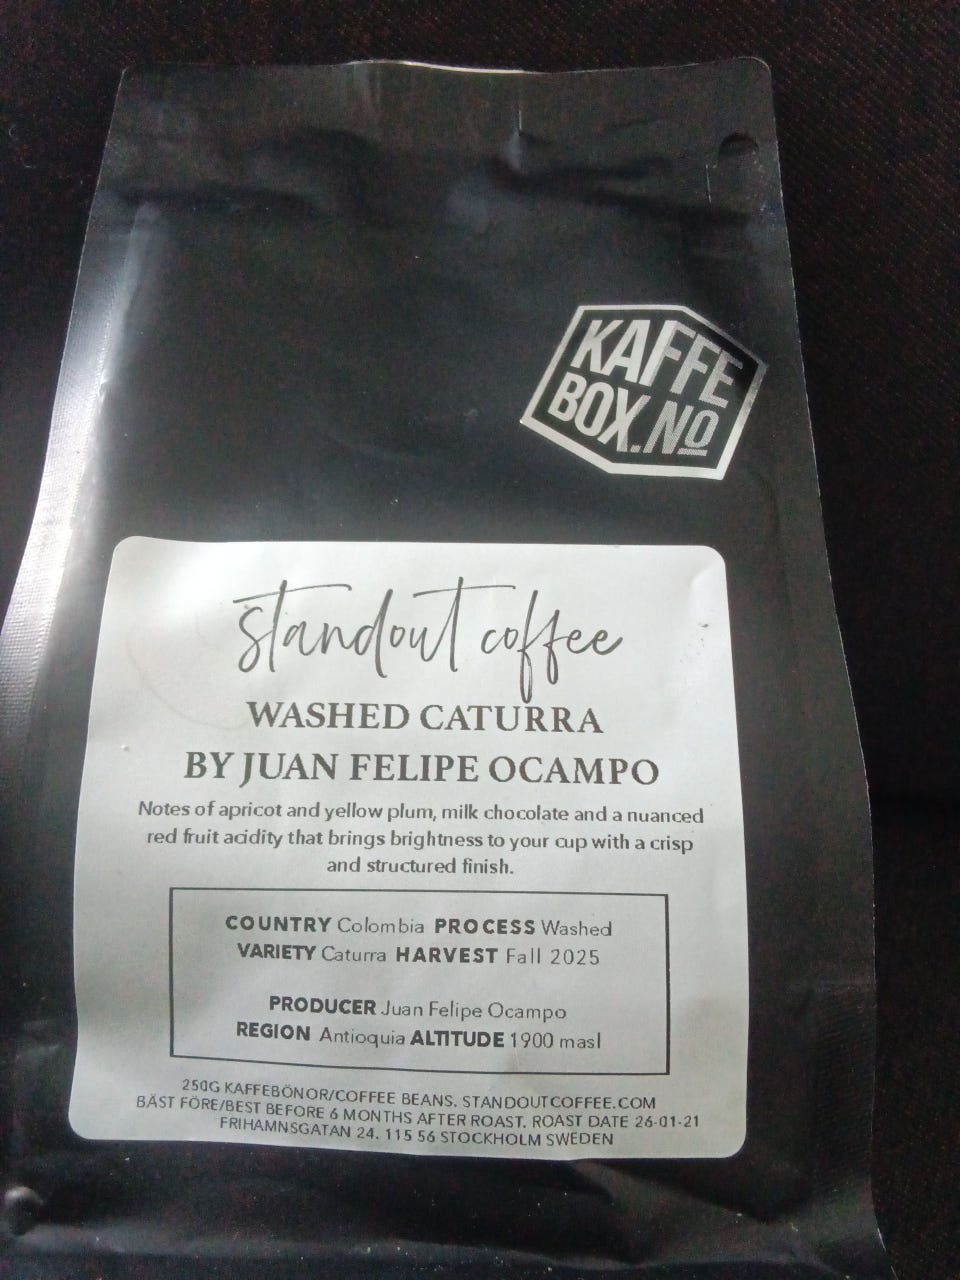 KAFFE
BOX.NO
standout coffee
WASHED CATURRA
BY JUAN FELIPE OCAMPO
Notes of apricot and yellow plum, milk chocolate and a nuanced
red fruit acidity that brings brightness to your cup with a crisp
and structured finish.
COUNTRY Colombia PROCESS Washed
VARIETY Caturra HARVEST Fall 2025
PRODUCER Juan Felipe Ocampo
REGION Antioquia ALTITUDE 1900 masl
250G KAFFEBÖNOR/COFFEE BEANS. STANDOUTCOFFEE.COM
BÄST FÖRE/BEST BEFORE 6 MONTHS AFTER ROAST. ROAST DATE 26-01-21
FRIHAMNSGATAN 24. 115 56 STOCKHOLM SWEDEN